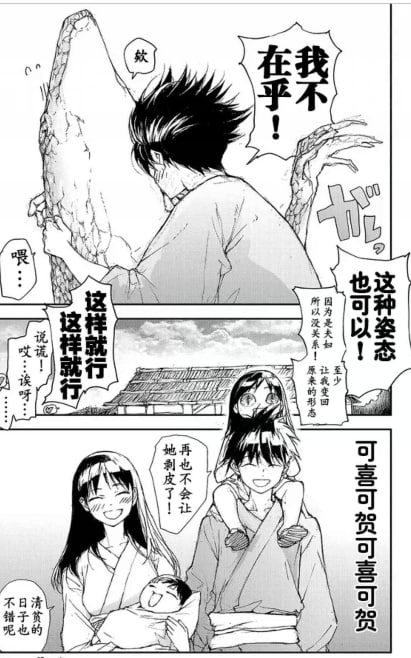 我不
在乎！
欸
ガしっ
喂…
这种姿态
也可以！
因为是夫妇
所以没关系！
至少
让我变回
原来的形态
这样就行
这样就行
说谎！
哎…诶呀…
………
可喜可贺可喜可贺
再也不会让
她剥皮了！
清贫的
日子也
不错呢